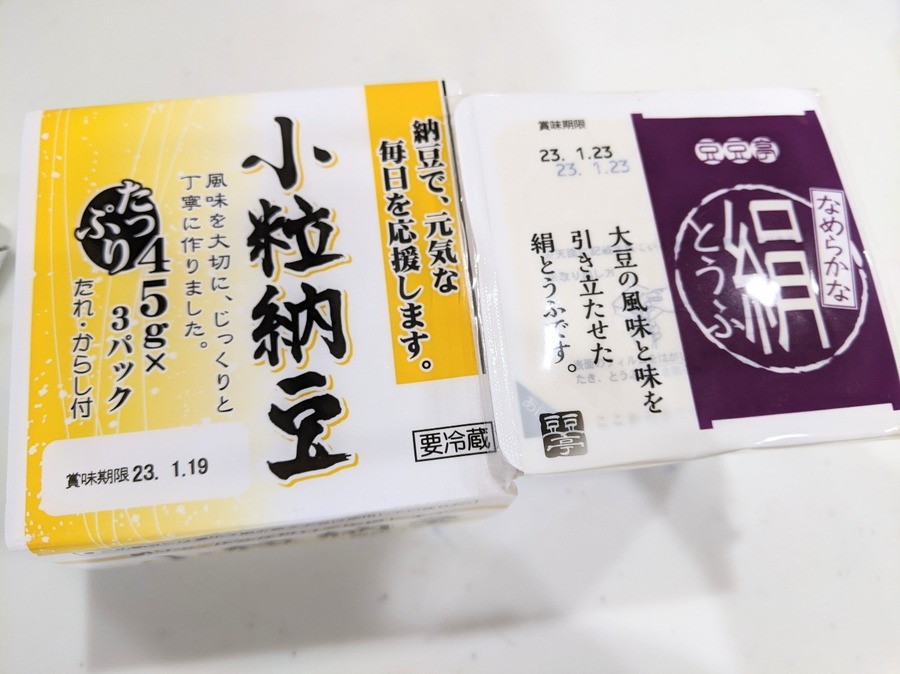 納豆で、元気な
毎日を応援します。
小粒納豆
風味を大切に、じっくりと
丁寧に作りました。
たっぷり
45g×
3パック
たれ・からし付
賞味期限 23. 1.19
要冷蔵
賞味期限
23. 1.23
23. 1.23
豆豆亭
なめらかな
絹
とうふ
大豆の風味と味を
引き立たせた
絹とうふです。
豆豆亭